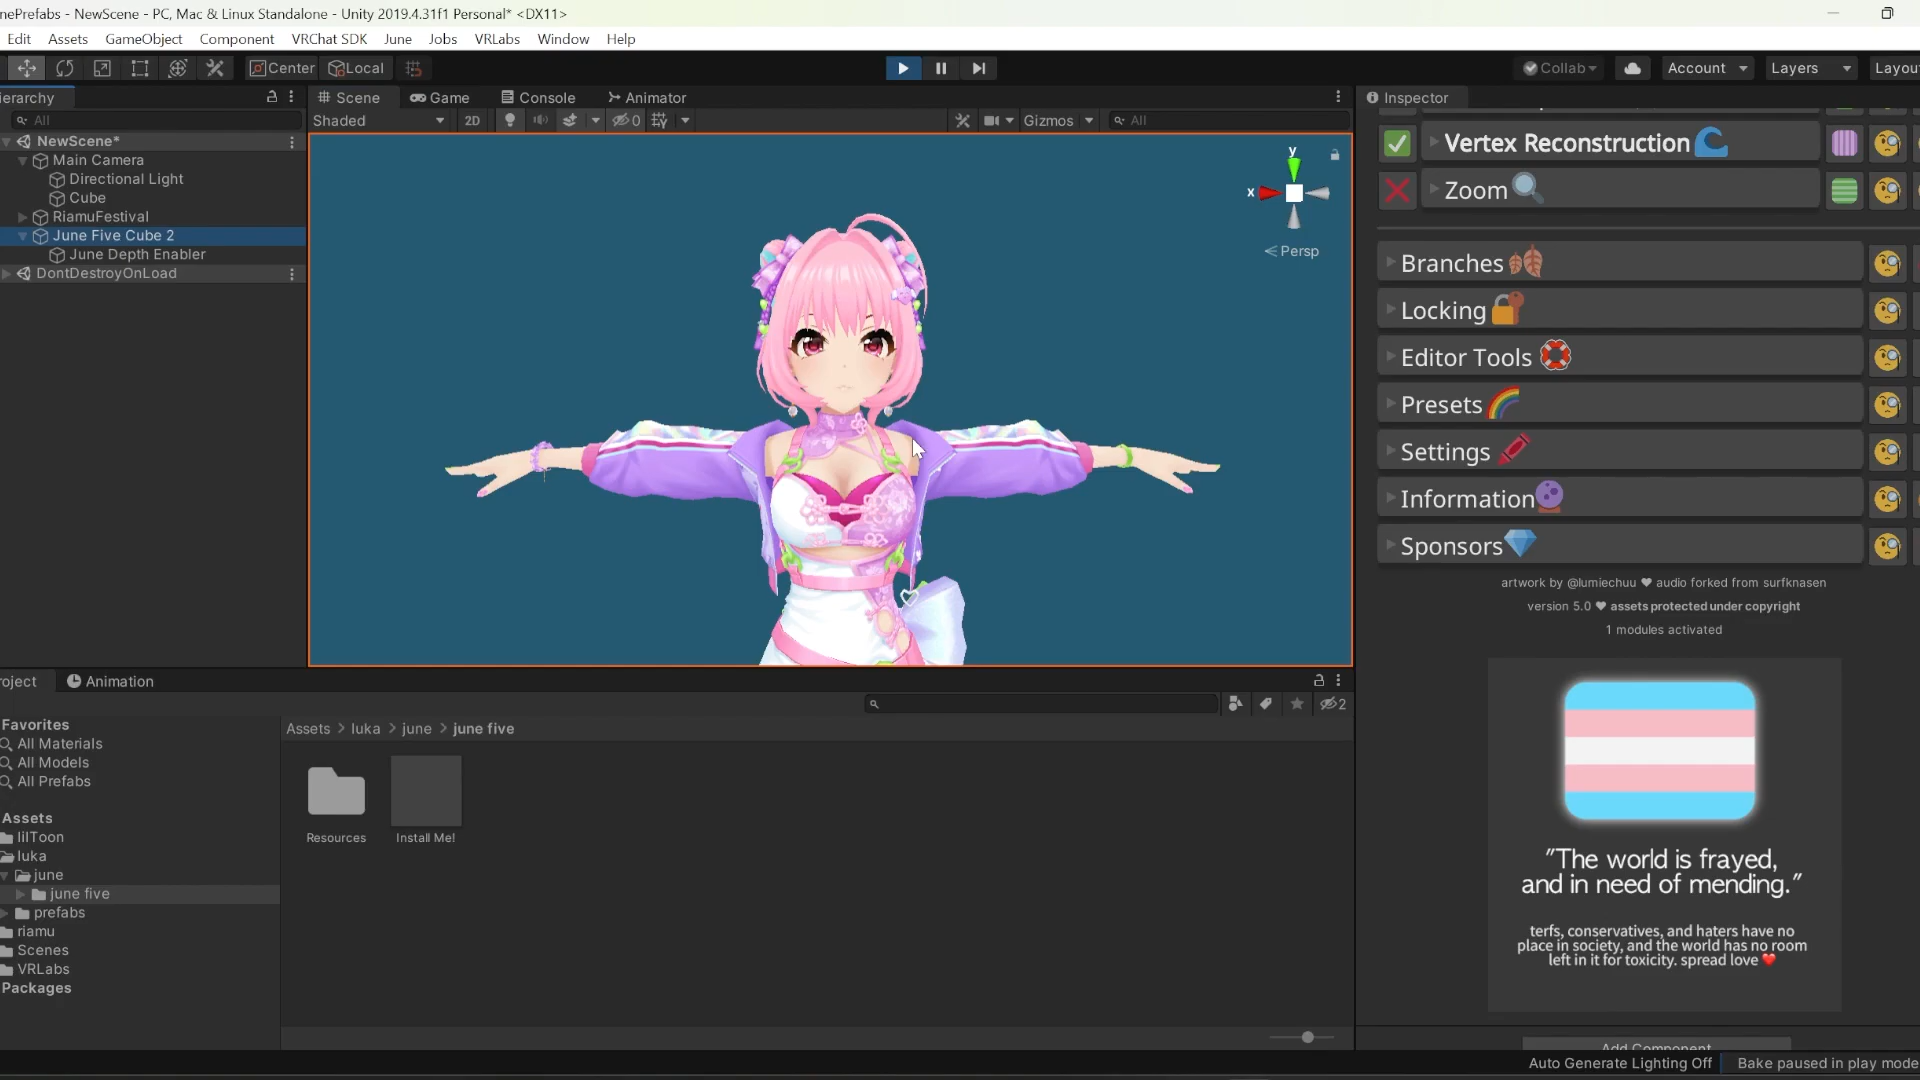 nePrefabs - NewScene - PC, Mac & Linux Standalone - Unity 2019.4.31f1 Personal* <DX11>
Edit Assets GameObject Component VRChat SDK June Jobs VRLabs Window Help
Center Local
Collab Account Layers Layou
ierarchy
All
NewScene*
Main Camera
Directional Light
Cube
RiamuFestival
June Five Cube 2
June Depth Enabler
DontDestroyOnLoad
Scene Game Console Animator
Shaded 2D 0 Gizmos All
y
x
Persp
Inspector
Vertex Reconstruction
Zoom
Branches
Locking
Editor Tools
Presets
Settings
Information
Sponsors
artwork by @lumiechuu ♥ audio forked from surfknasen
version 5.0 ♥ assets protected under copyright
1 modules activated
"The world is frayed,
and in need of mending."
terfs, conservatives, and haters have no
place in society, and the world has no room
left in it for toxicity. spread love ❤️
Add Component
roject Animation
2
Favorites
All Materials
All Models
All Prefabs
Assets
lilToon
luka
june
june five
prefabs
riamu
Scenes
VRLabs
Packages
Assets > luka > june > june five
Resources
Install Me!
Auto Generate Lighting Off
Bake paused in play mode